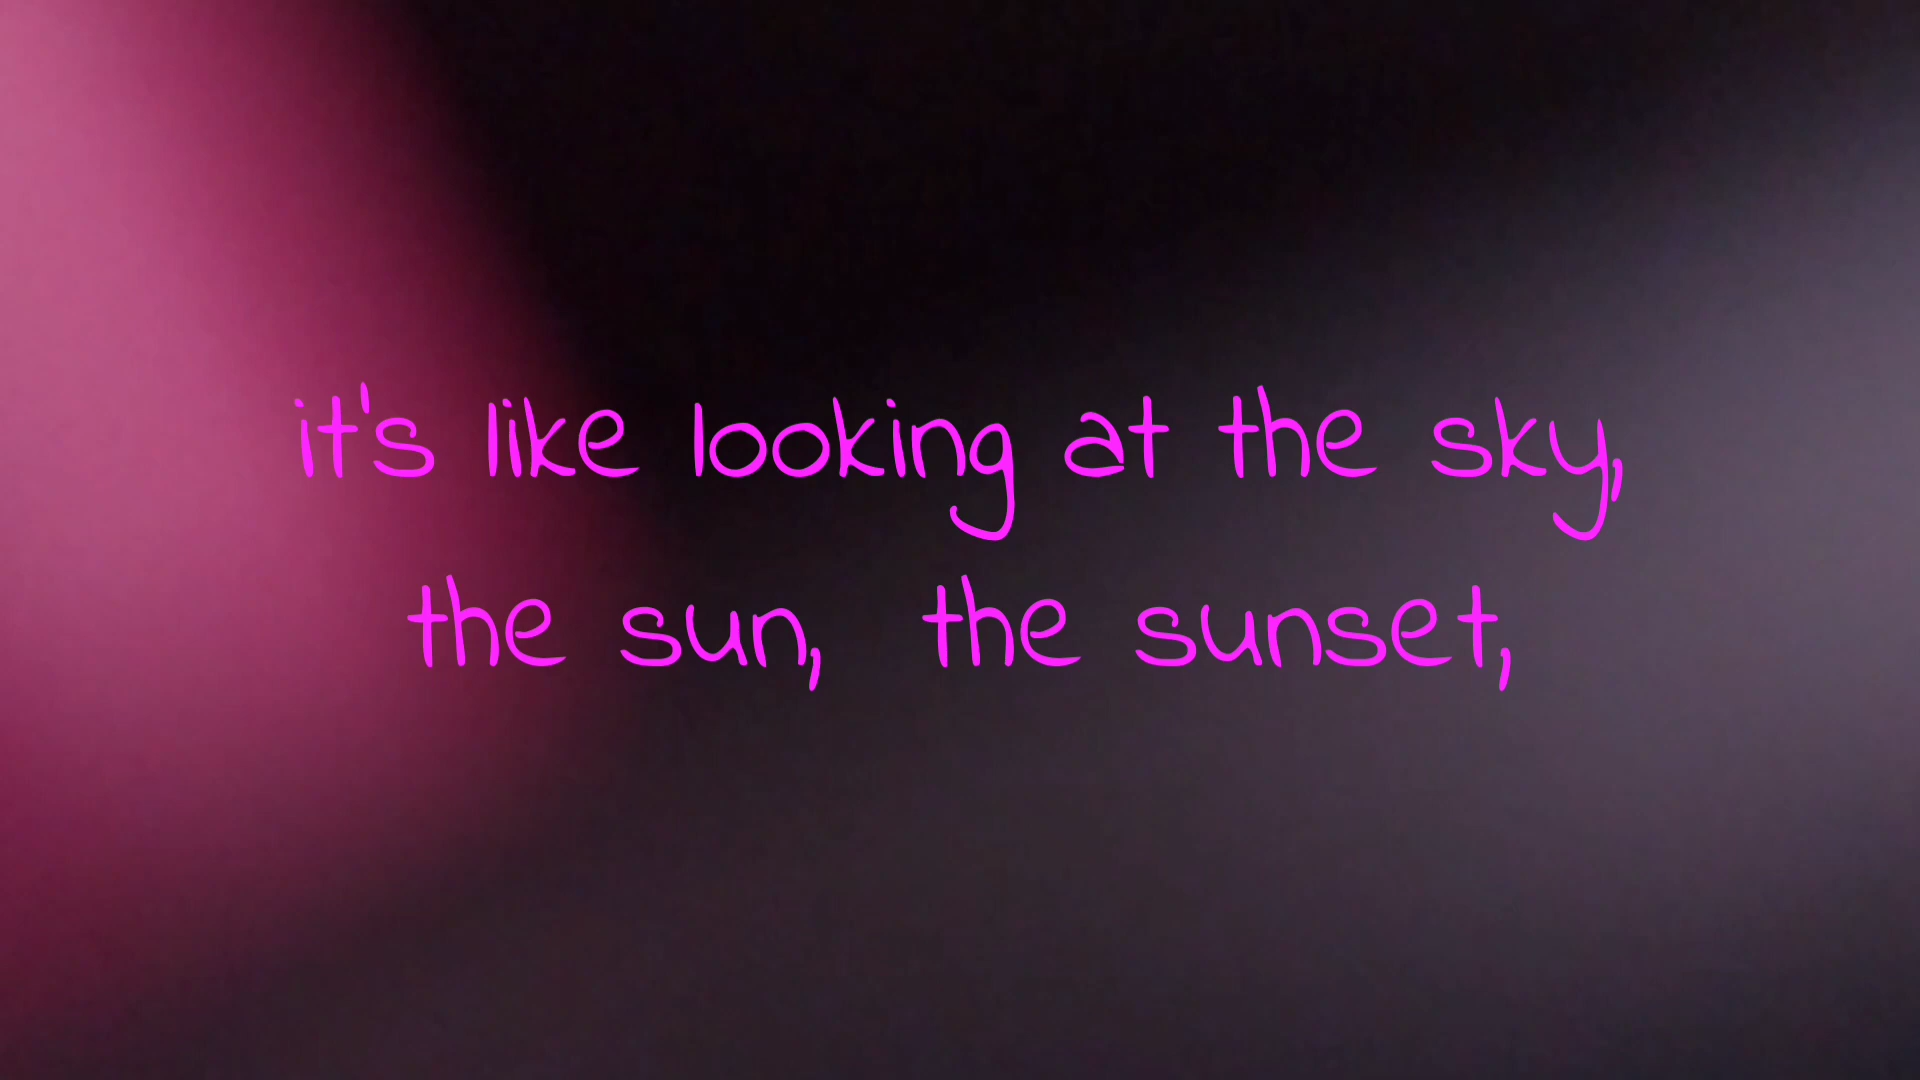 it's like looking at the sky,
the sun, the sunset,